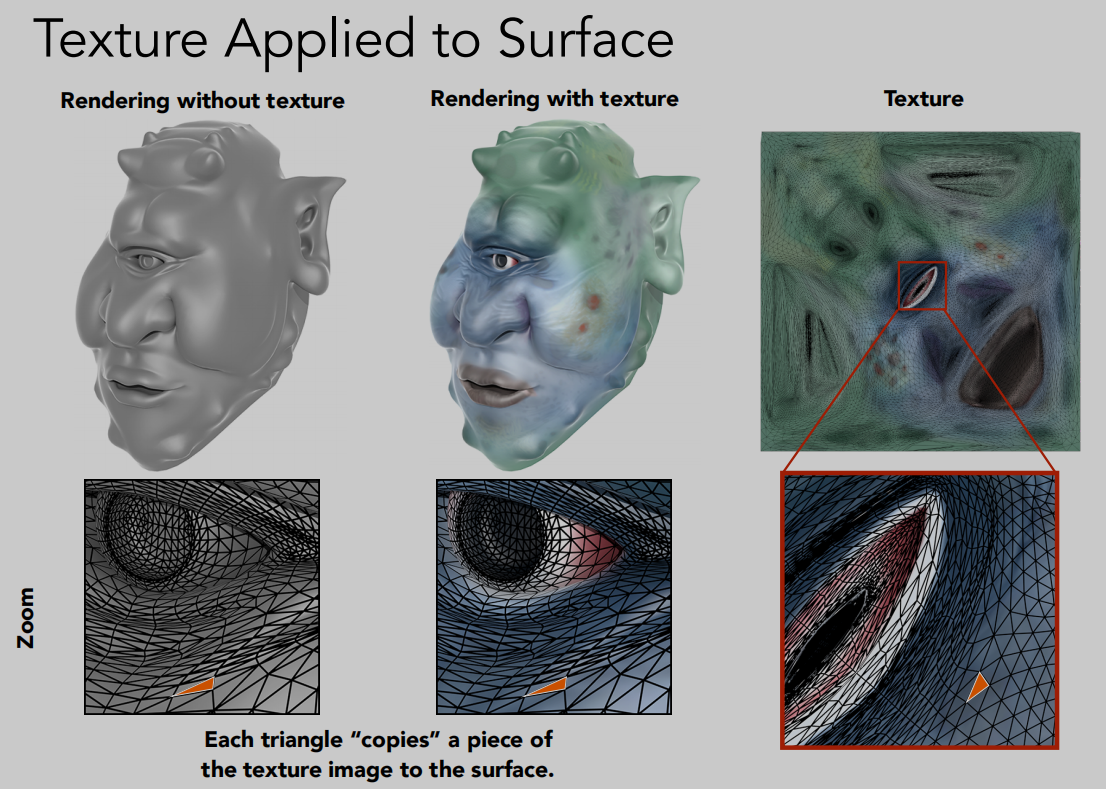 Texture Applied to Surface
Rendering without texture
Rendering with texture
Texture
Zoom
Each triangle “copies” a piece of
the texture image to the surface.